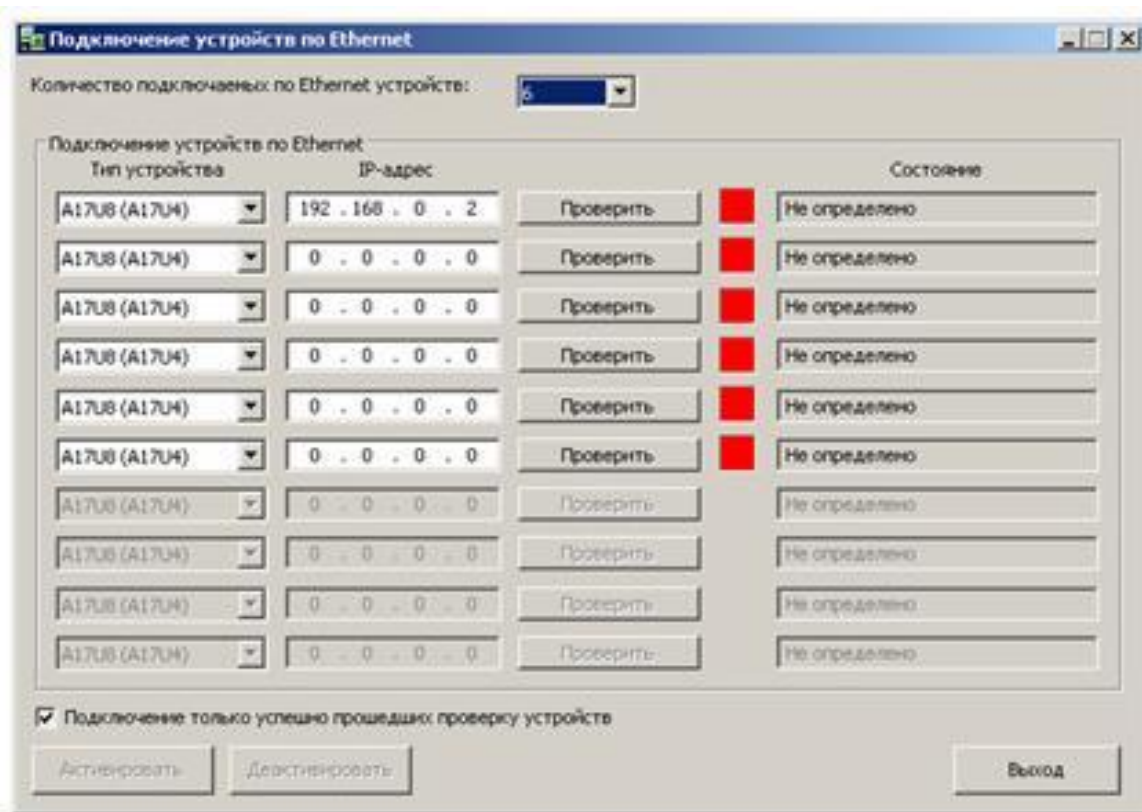 Подключение устройств по Ethernet
Количество подключаемых по Ethernet устройств: 6
Подключение устройств по Ethernet
Тип устройства IP-адрес Состояние
A17U8 (A17U4) 192 . 168 . 0 . 2 Проверить Не определено
A17U8 (A17U4) 0 . 0 . 0 . 0 Проверить Не определено
A17U8 (A17U4) 0 . 0 . 0 . 0 Проверить Не определено
A17U8 (A17U4) 0 . 0 . 0 . 0 Проверить Не определено
A17U8 (A17U4) 0 . 0 . 0 . 0 Проверить Не определено
A17U8 (A17U4) 0 . 0 . 0 . 0 Проверить Не определено
A17U8 (A17U4) 0 . 0 . 0 . 0 Проверить Не определено
A17U8 (A17U4) 0 . 0 . 0 . 0 Проверить Не определено
A17U8 (A17U4) 0 . 0 . 0 . 0 Проверить Не определено
A17U8 (A17U4) 0 . 0 . 0 . 0 Проверить Не определено
Подключение только успешно прошедших проверку устройств
Активировать Деактивировать Выход